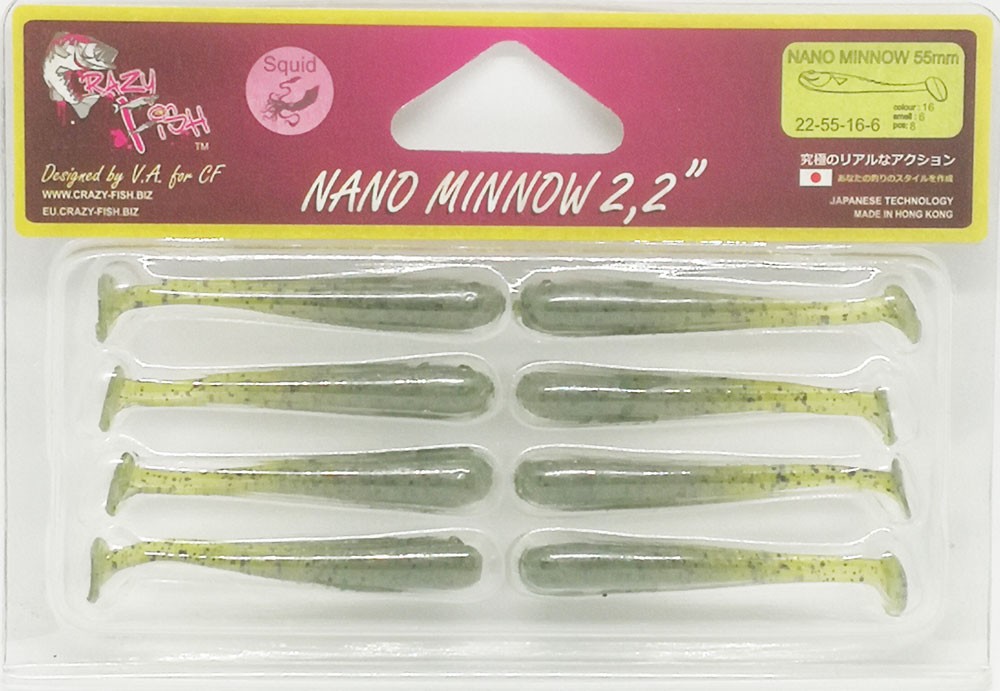 CRAZY
FiSH
TM
Designed by V.A. for CF
WWW.CRAZY-FISH.BIZ
EU.CRAZY-FISH.BIZ
Squid
NANO MINNOW 2,2”
NANO MINNOW 55mm
22-55-16-6
colour : 16
smell : 6
pcs: 8
究極のリアルなアクション
あなたの釣りのスタイルを作成
JAPANESE TECHNOLOGY
MADE IN HONG KONG